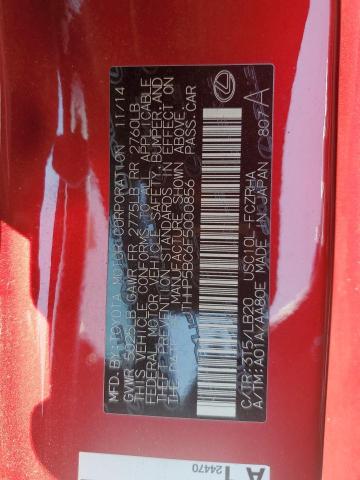 MFD. BY: TOYOTA MOTOR CORPORATION 11/14
GVWR 5025LB GAWR FR 2775LB RR 2760LB
THIS VEHICLE CONFORMS TO ALL APPLICABLE
FEDERAL MOTOR VEHICLE SAFETY, BUMPER, AND
THEFT PREVENTION STANDARDS IN EFFECT ON
THE DATE OF MANUFACTURE SHOWN ABOVE.
JTHHP5BC6F5000856 PASS. CAR
C/TR: 3T5/LB20 USC10L-FCZRHA
A/TM: A01A/AA80E MADE IN JAPAN 897 A
A 1
24470